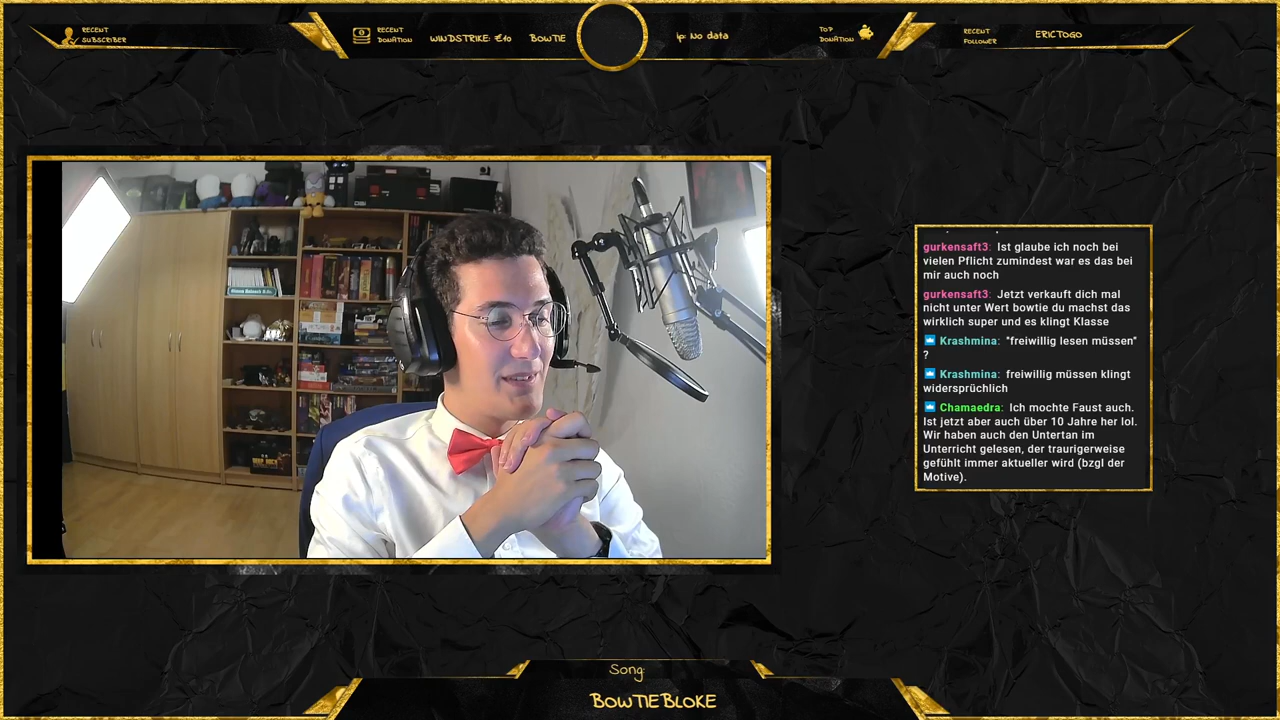 RECENT
SUBSCRIBER
RECENT
DONATION
WINDSTRIKE: €10
BOWTIE
ip: No data
TOP
DONATION
RECENT
FOLLOWER
ERICTOGO
gurkensaft3: Ist glaube ich noch bei
vielen Pflicht zumindest war es das bei
mir auch noch
gurkensaft3: Jetzt verkauft dich mal
nicht unter Wert bowtie du machst das
wirklich super und es klingt Klasse
Krashmina: "freiwillig lesen müssen"
?
Krashmina: freiwillig müssen klingt
widersprüchlich
Chamaedra: Ich mochte Faust auch.
Ist jetzt aber auch über 10 Jahre her lol.
Wir haben auch den Untertan im
Unterricht gelesen, der traurigerweise
gefühlt immer aktueller wird (bzgl der
Motive).
Song:
BOWTIEBLOKE